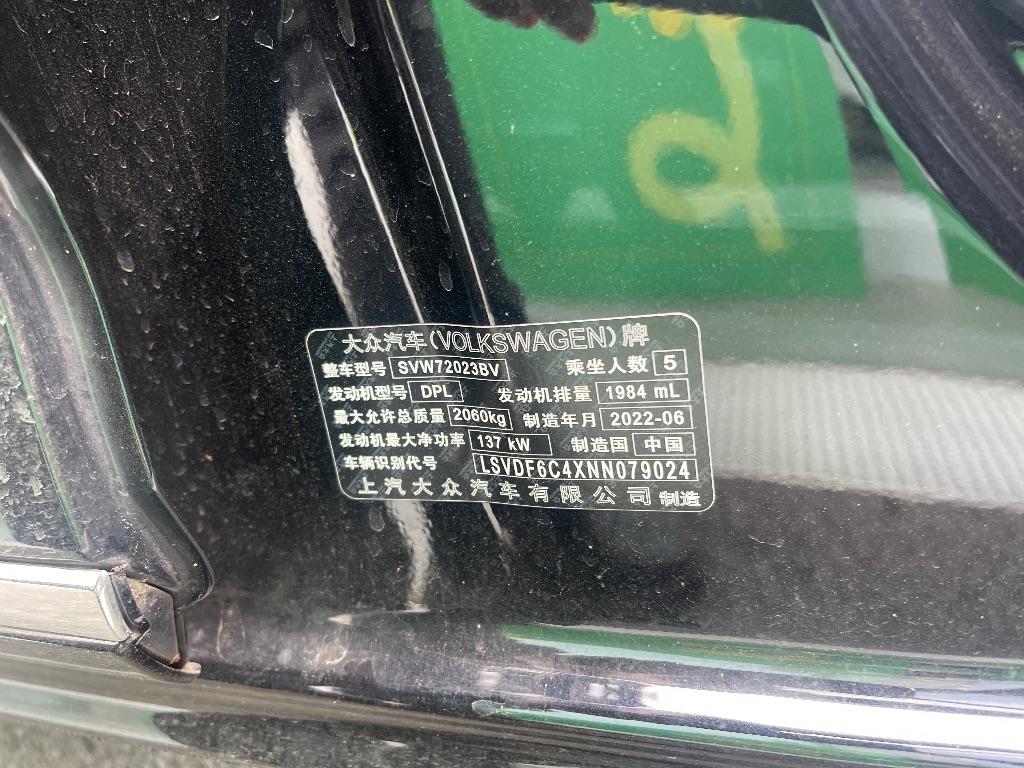 大众汽车(VOLKSWAGEN)牌
整车型号 SVW72023BV 乘坐人数 5
发动机型号 DPL 发动机排量 1984 mL
最大允许总质量 2060kg 制造年月 2022-06
发动机最大净功率 137 kW 制造国 中国
车辆识别代号 LSVDF6C4XNN079024
上汽大众汽车有限公司 制造